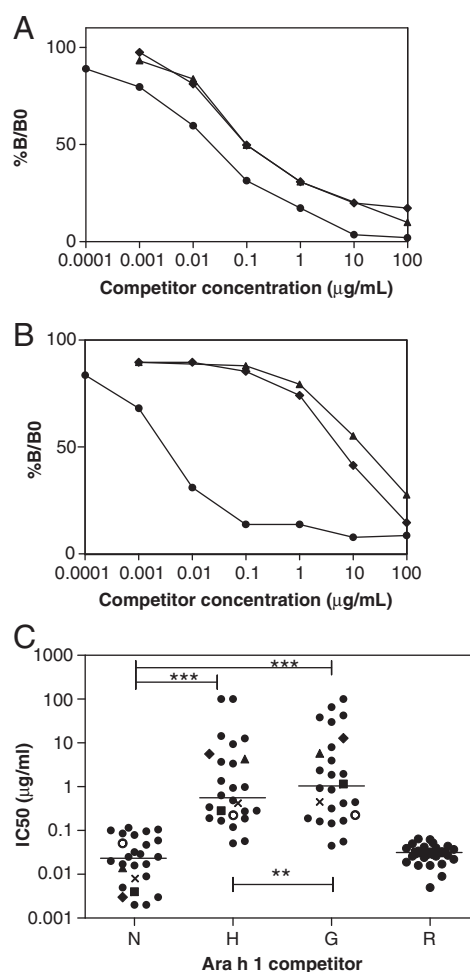 A
100
50
0
%B/B0
0.0001 0.001 0.01 0.1 1 10 100
Competitor concentration (μg/mL)
B
100
50
0
%B/B0
0.0001 0.001 0.01 0.1 1 10 100
Competitor concentration (μg/mL)
C
1000
100
10
1
0.1
0.01
0.001
IC50 (μg/ml)
***
***
**
N H G R
Ara h 1 competitor